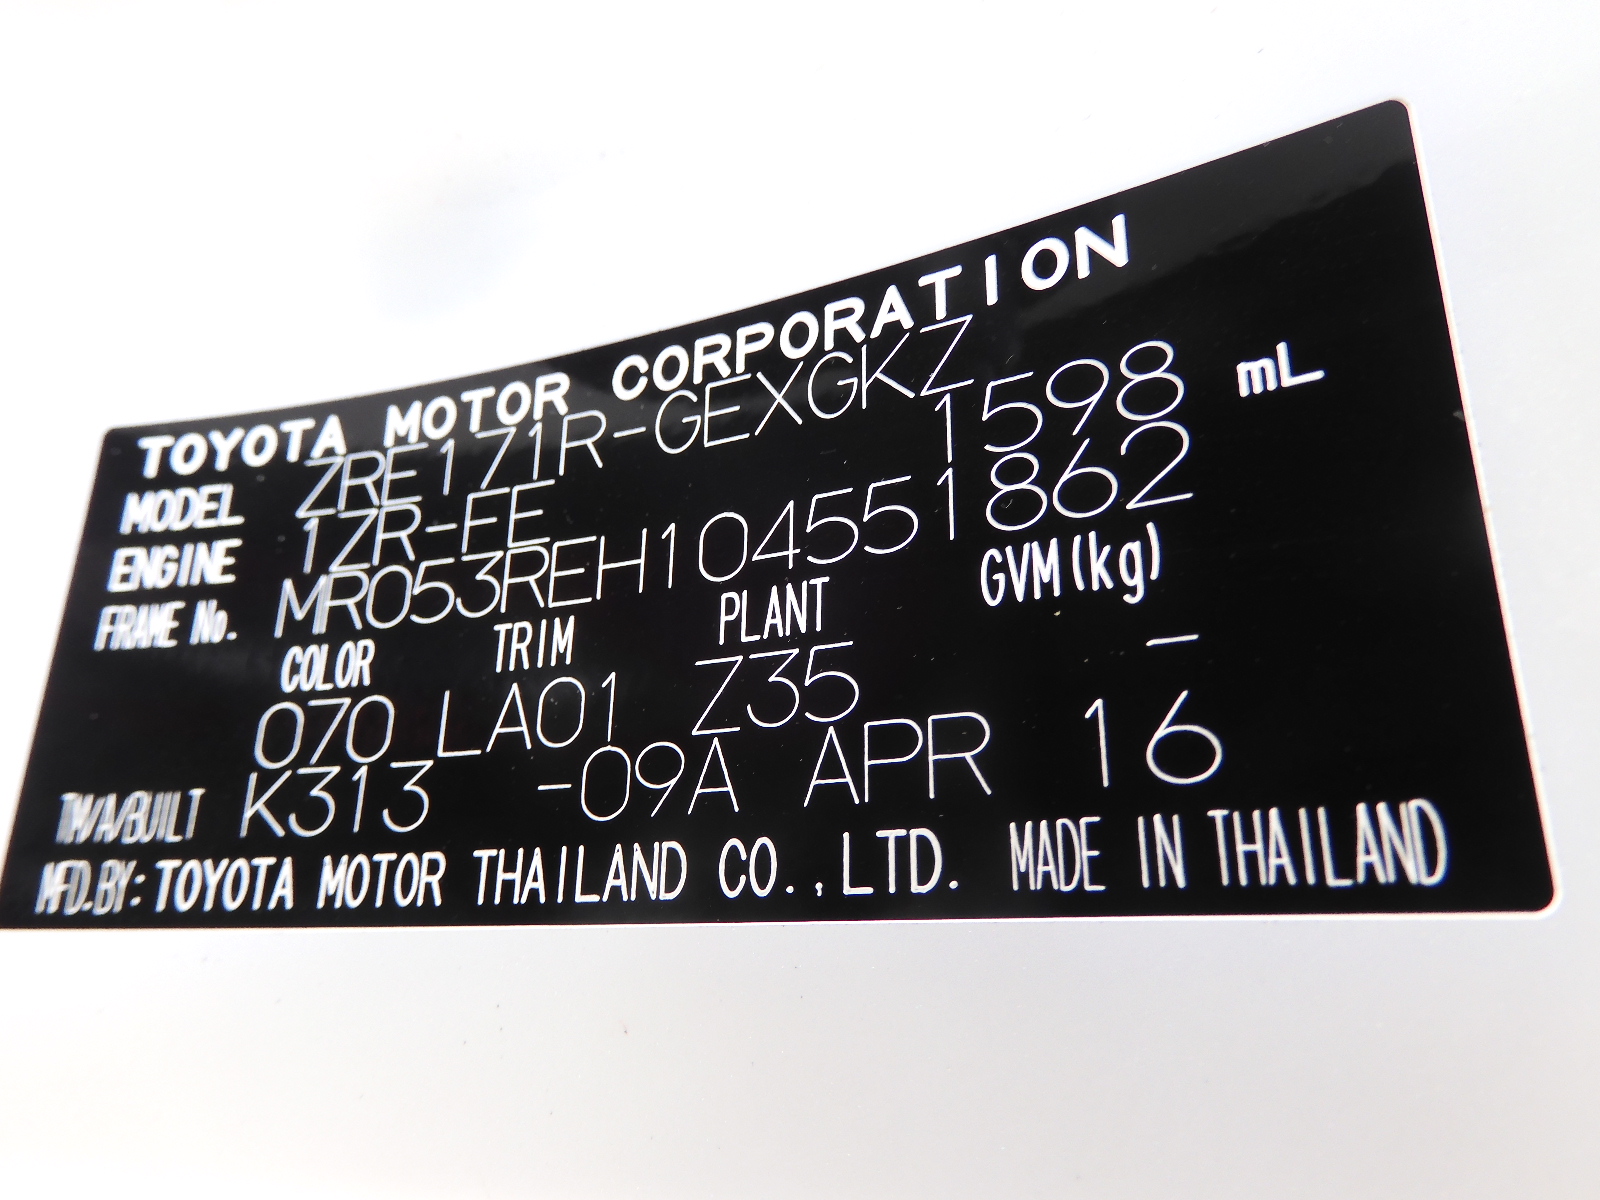 TOYOTA MOTOR CORPORATION
MODEL ZRE171R-GEXGKZ
ENGINE 1ZR-FE 1598 mL
FRAME No. MR053REH104551862
COLOR TRIM PLANT GVM(kg)
070 LA01 Z35 -
TM/A/BUILT K313 -09A APR 16
MFD.BY: TOYOTA MOTOR THAILAND CO.,LTD. MADE IN THAILAND